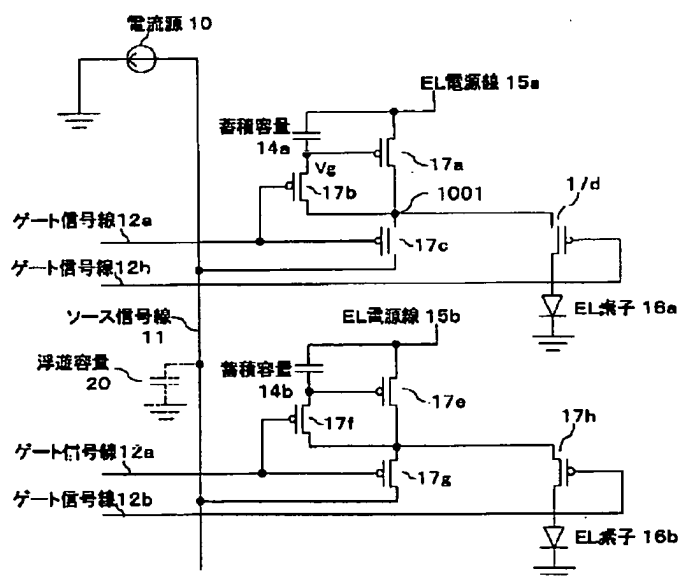 電流源 10
EL電源線 15a
蓄積容量
14a
17a
Vg
17b
1001
1/d
ゲート信号線12a
17c
ゲート信号線12b
ソース信号線
11
EL素子 16a
EL電源線 15b
浮遊容量
20
蓄積容量
14b
17e
17f
17h
ゲート信号線12a
17g
ゲート信号線12b
EL素子 16b